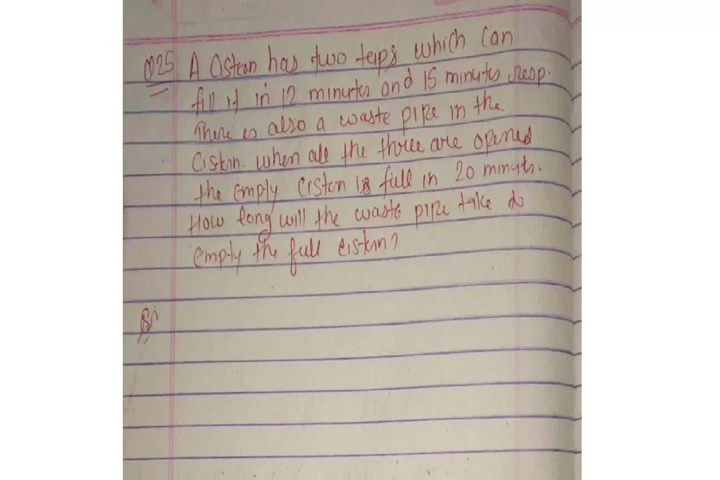 Q25 A Cistern has two taps which can
fill it in 12 minutes and 15 minutes resp.
There is also a waste pipe in the
Cistern. when all the three are opened
the empty cistern is full in 20 minuts.
How long will the waste pipe take to
empty the full cistern?